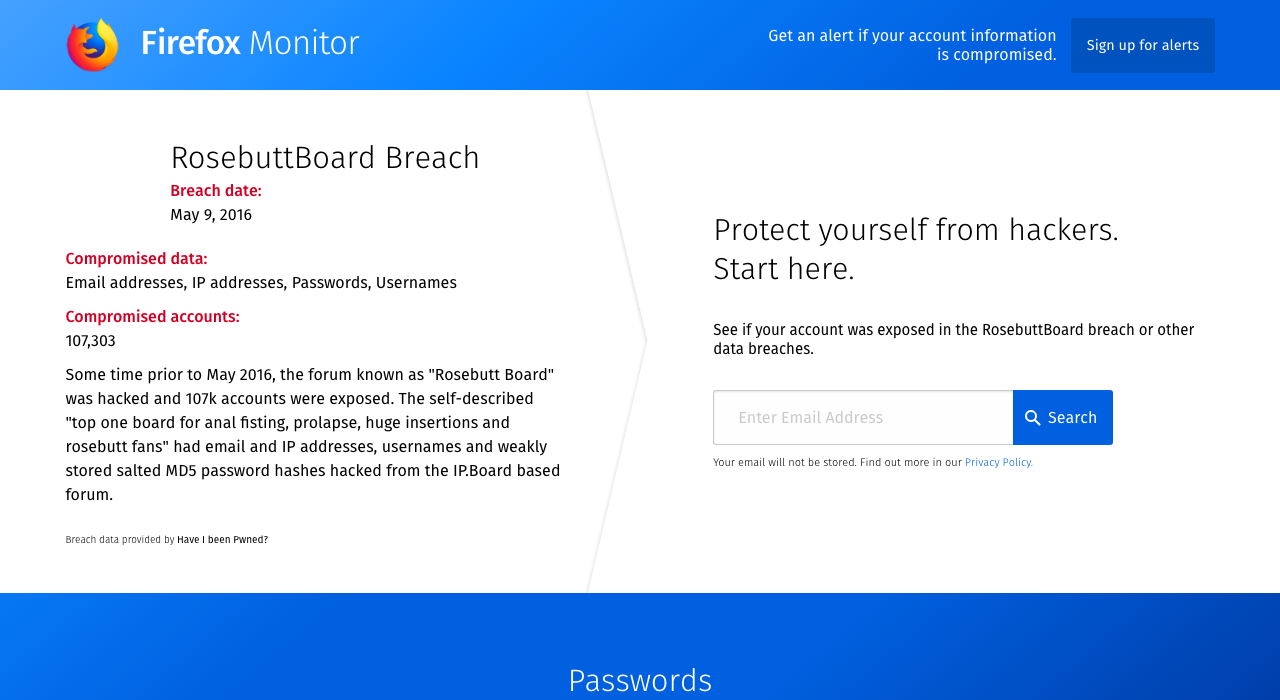 Firefox Monitor
Get an alert if your account information
is compromised.
Sign up for alerts
RosebuttBoard Breach
Breach date:
May 9, 2016
Compromised data:
Email addresses, IP addresses, Passwords, Usernames
Compromised accounts:
107,303
Some time prior to May 2016, the forum known as "Rosebutt Board"
was hacked and 107k accounts were exposed. The self-described
"top one board for anal fisting, prolapse, huge insertions and
rosebutt fans" had email and IP addresses, usernames and weakly
stored salted MD5 password hashes hacked from the IP.Board based
forum.
Breach data provided by Have I been Pwned?
Protect yourself from hackers.
Start here.
See if your account was exposed in the RosebuttBoard breach or other
data breaches.
Enter Email Address
Search
Your email will not be stored. Find out more in our Privacy Policy.
Passwords